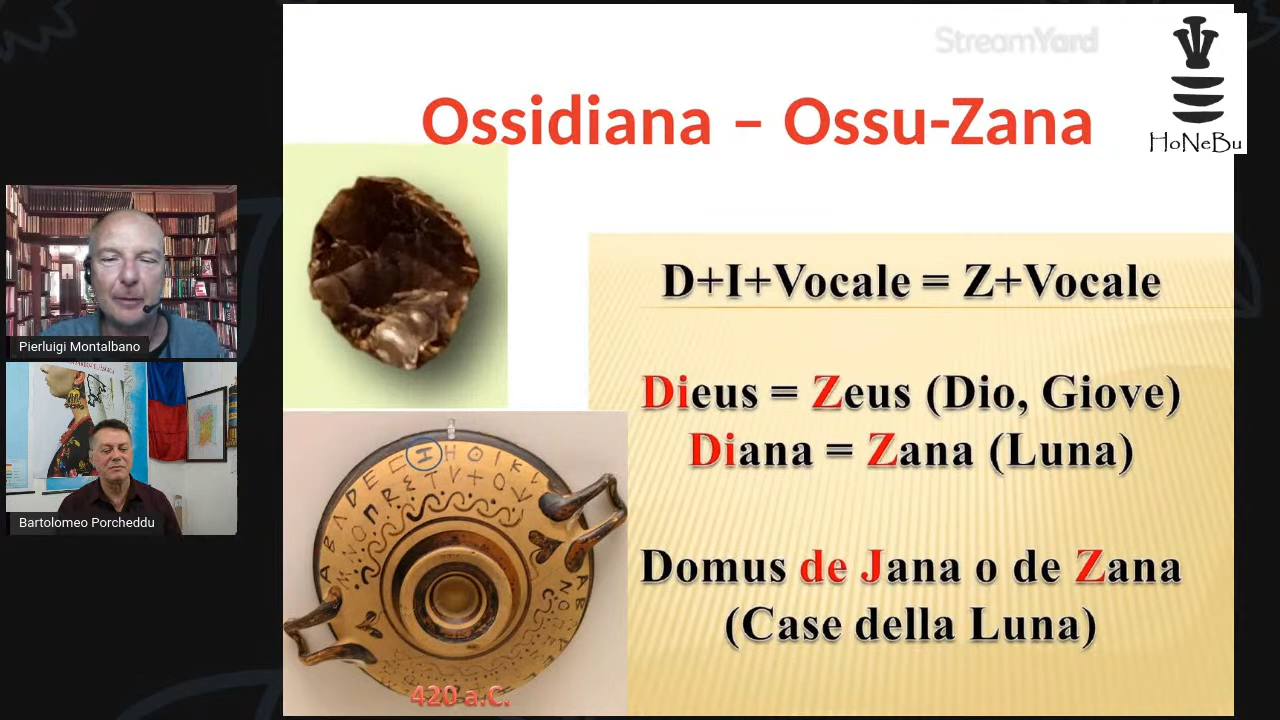 StreamYard
HoNeBu
Ossidiana – Ossu-Zana
D+I+Vocale = Z+Vocale
Dieus = Zeus (Dio, Giove)
Diana = Zana (Luna)
Domus de Jana o de Zana
(Case della Luna)
420 a.C.
Pierluigi Montalbano
Bartolomeo Porcheddu